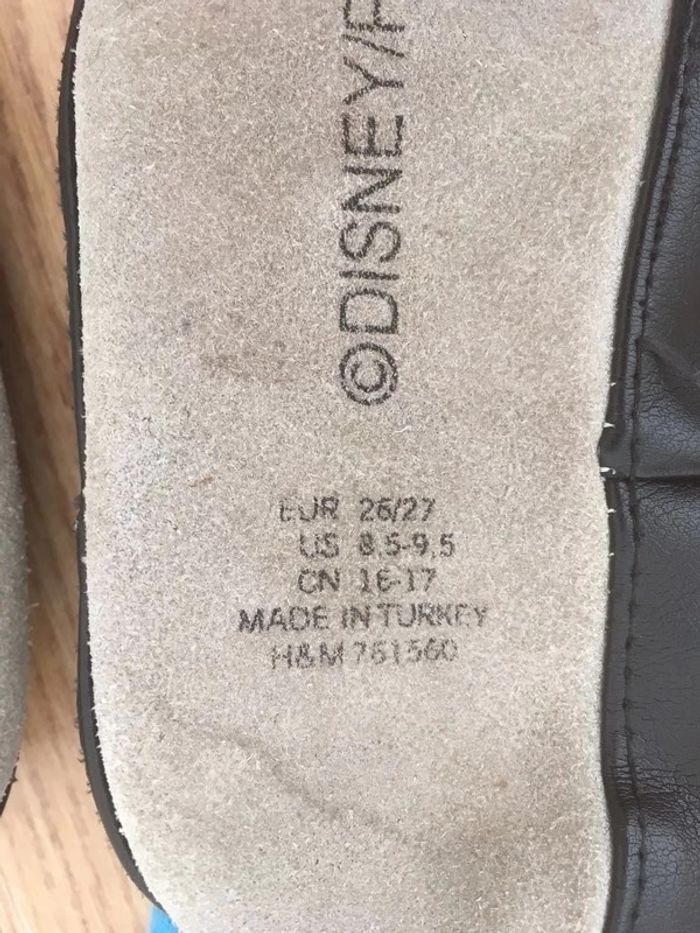 ©DISNEY/P
EUR 26/27
US 8.5-9.5
CN 16-17
MADE IN TURKEY
H&M 761560